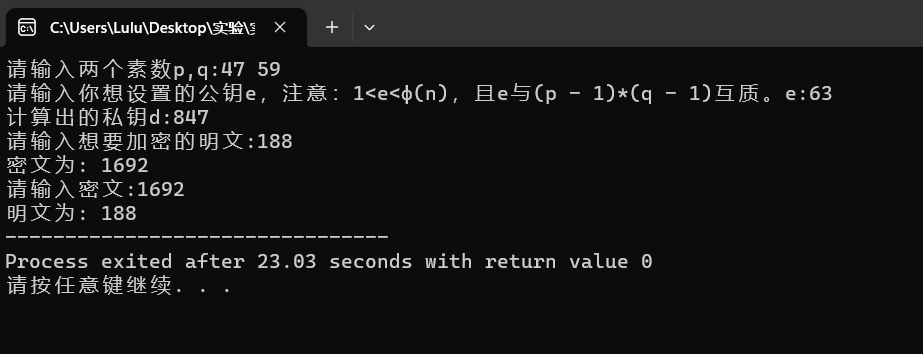 C:\Users\Lulu\Desktop\实验\
请输入两个素数p,q:47 59
请输入你想设置的公钥e，注意：1<e<φ(n)，且e与(p - 1)*(q - 1)互质。e:63
计算出的私钥d:847
请输入想要加密的明文:188
密文为: 1692
请输入密文:1692
明文为: 188
--------------------------------
Process exited after 23.03 seconds with return value 0
请按任意键继续. . .